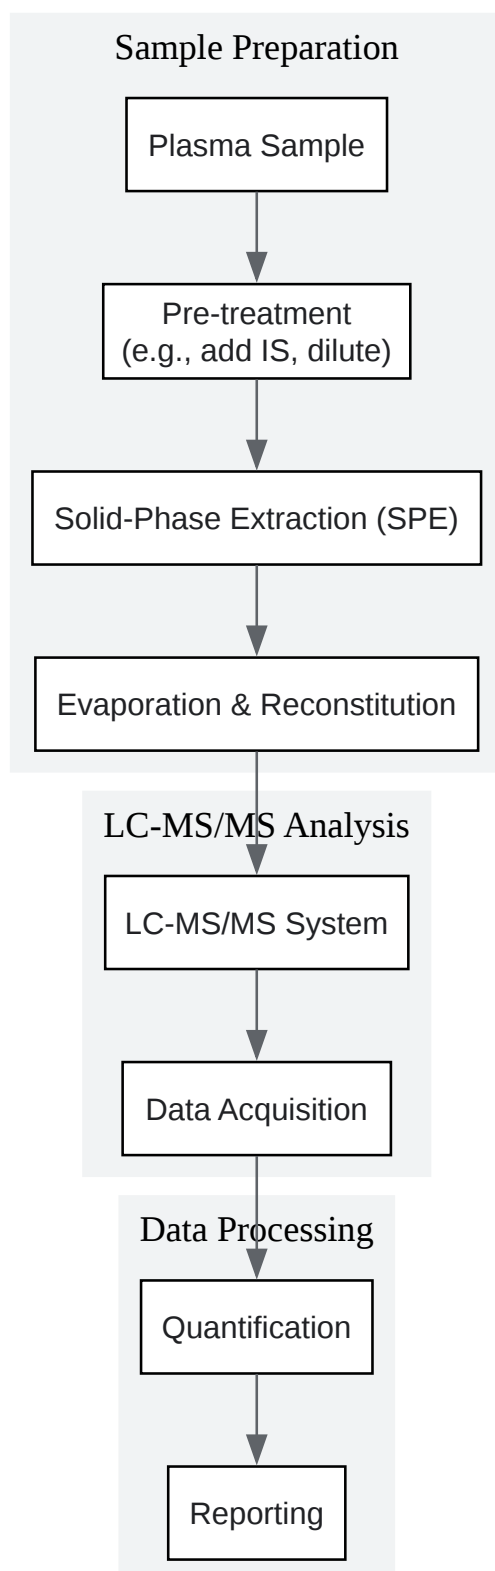 Sample Preparation
Plasma Sample
Pre-treatment
(e.g., add IS, dilute)
Solid-Phase Extraction (SPE)
Evaporation & Reconstitution
LC-MS/MS Analysis
LC-MS/MS System
Data Acquisition
Data Processing
Quantification
Reporting